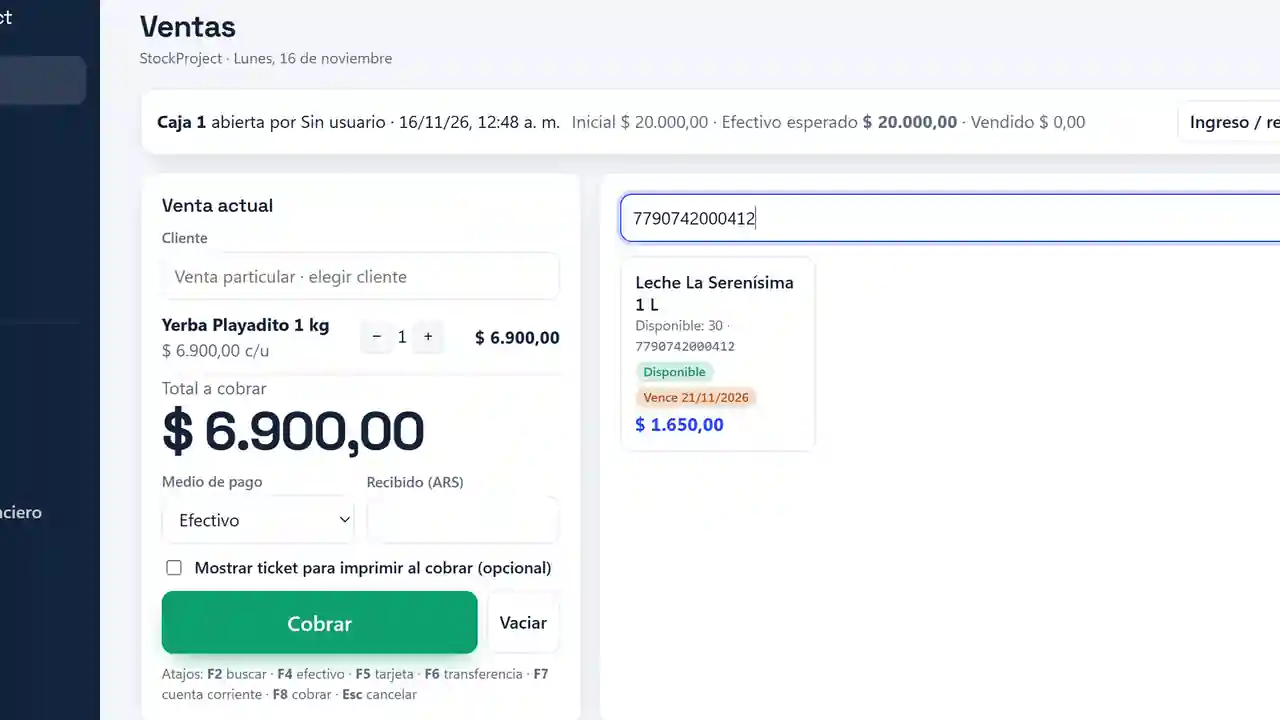 ct
Ventas
StockProject · Lunes, 16 de noviembre
Caja 1 abierta por Sin usuario · 16/11/26, 12:48 a. m. Inicial $ 20.000,00 · Efectivo esperado $ 20.000,00 · Vendido $ 0,00
Ingreso / re
Venta actual
Cliente
Venta particular · elegir cliente
Yerba Playadito 1 kg
$ 6.900,00 c/u
− 1 +
$ 6.900,00
Total a cobrar
$ 6.900,00
Medio de pago
Recibido (ARS)
Efectivo
Mostrar ticket para imprimir al cobrar (opcional)
Cobrar
Vaciar
Atajos: F2 buscar · F4 efectivo · F5 tarjeta · F6 transferencia · F7
cuenta corriente · F8 cobrar · Esc cancelar
7790742000412
Leche La Serenísima
1 L
Disponible: 30 ·
7790742000412
Disponible
Vence 21/11/2026
$ 1.650,00
nciero